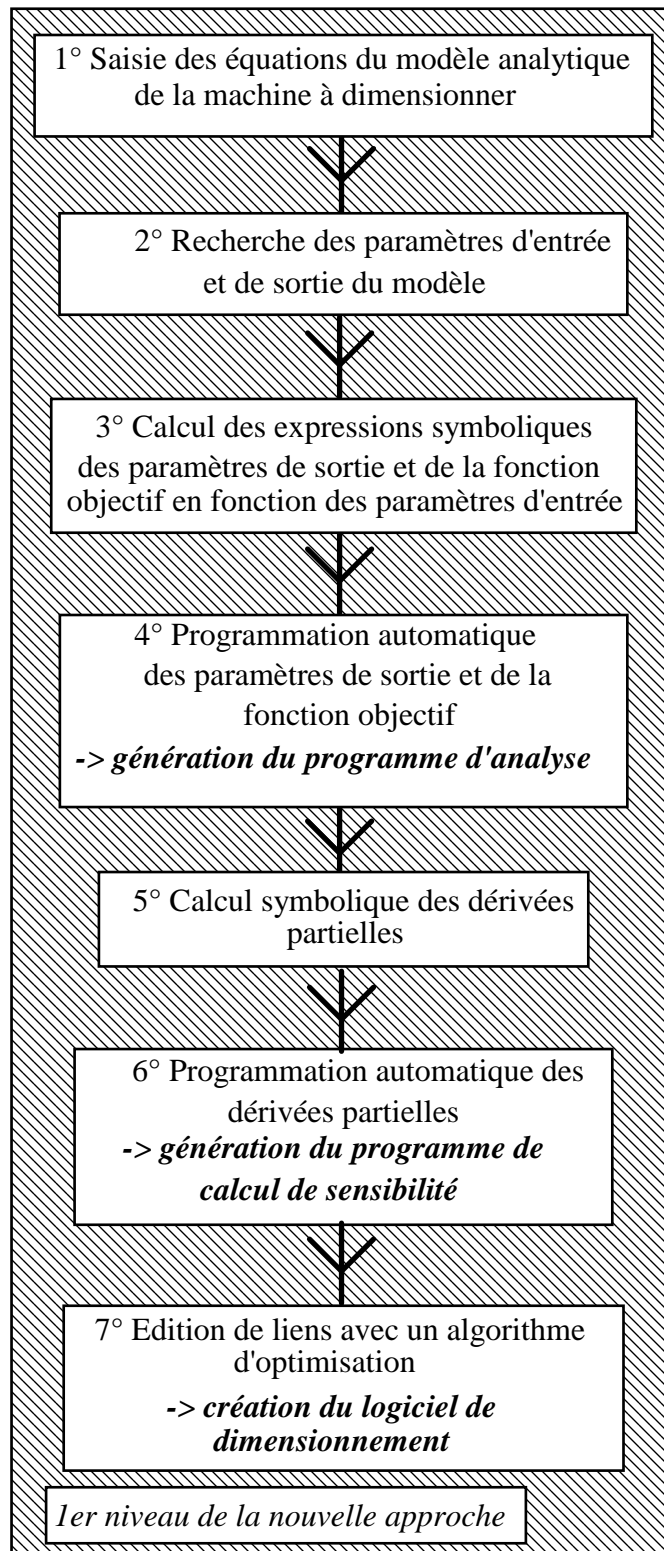 1° Saisie des équations du modèle analytique
de la machine à dimensionner
2° Recherche des paramètres d'entrée
et de sortie du modèle
3° Calcul des expressions symboliques
des paramètres de sortie et de la fonction
objectif en fonction des paramètres d'entrée
4° Programmation automatique
des paramètres de sortie et de la
fonction objectif
-> génération du programme d'analyse
5° Calcul symbolique des dérivées
partielles
6° Programmation automatique des
dérivées partielles
-> génération du programme de
calcul de sensibilité
7° Edition de liens avec un algorithme
d'optimisation
-> création du logiciel de
dimensionnement
1er niveau de la nouvelle approche